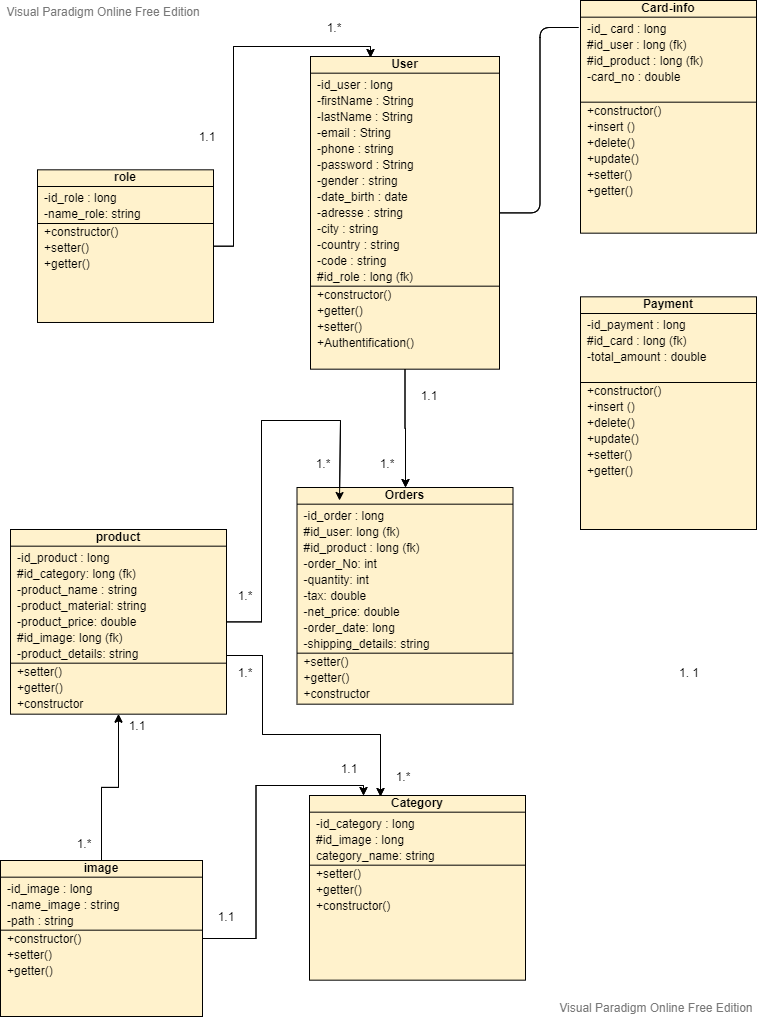 Visual Paradigm Online Free Edition
1.*
1.1
User
-id_user : long
-firstName : String
-lastName : String
-email : String
-phone : string
-password : String
-gender : string
-date_birth : date
-adresse : string
-city : string
-country : string
-code : string
#id_role : long (fk)
+constructor()
+getter()
+setter()
+Authentification()
Card-info
-id_ card : long
#id_user : long (fk)
#id_product : long (fk)
-card_no : double
+constructor()
+insert ()
+delete()
+update()
+setter()
+getter()
role
-id_role : long
-name_role: string
+constructor()
+setter()
+getter()
Payment
-id_payment : long
#id_card : long (fk)
-total_amount : double
+constructor()
+insert ()
+delete()
+update()
+setter()
+getter()
1.1
1.*
1.*
Orders
-id_order : long
#id_user: long (fk)
#id_product : long (fk)
-order_No: int
-quantity: int
-tax: double
-net_price: double
-order_date: long
-shipping_details: string
+setter()
+getter()
+constructor
product
-id_product : long
#id_category: long (fk)
-product_name : string
-product_material: string
-product_price: double
#id_image: long (fk)
-product_details: string
+setter()
+getter()
+constructor
1.*
1.*
1. 1
1.1
1.1
1.*
Category
-id_category : long
#id_image : long
category_name: string
+setter()
+getter()
+constructor()
1.*
image
-id_image : long
-name_image : string
-path : string
+constructor()
+setter()
+getter()
1.1
Visual Paradigm Online Free Edition